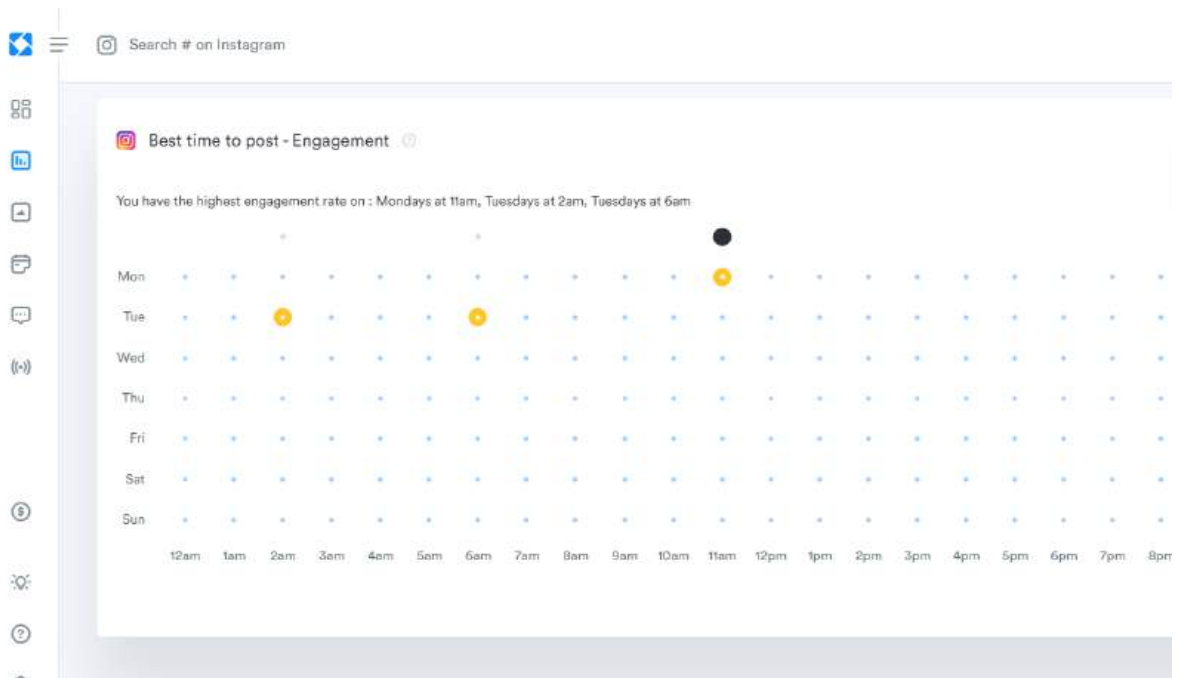 Search # on Instagram
Best time to post - Engagement
You have the highest engagement rate on : Mondays at 11am, Tuesdays at 2am, Tuesdays at 6am
Mon
Tue
Wed
Thu
Fri
Sat
Sun
12am 1am 2am 3am 4am 5am 6am 7am 8am 9am 10am 11am 12pm 1pm 2pm 3pm 4pm 5pm 6pm 7pm 8pm